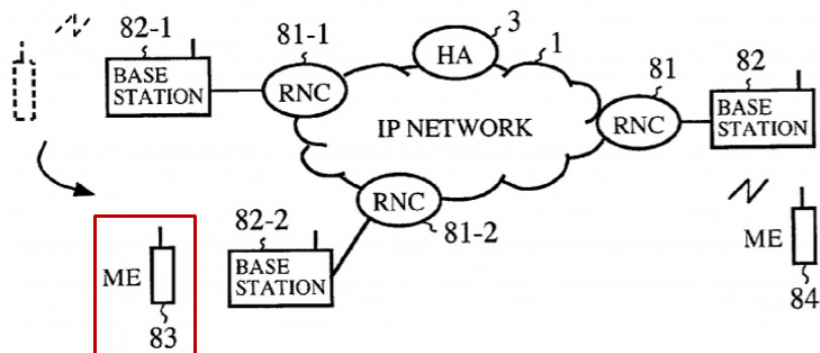 82-1
81-1
3
1
HA
81
82
BASE
STATION
RNC
BASE
STATION
IP NETWORK
RNC
RNC
82-2
81-2
ME
BASE
STATION
ME
83
84